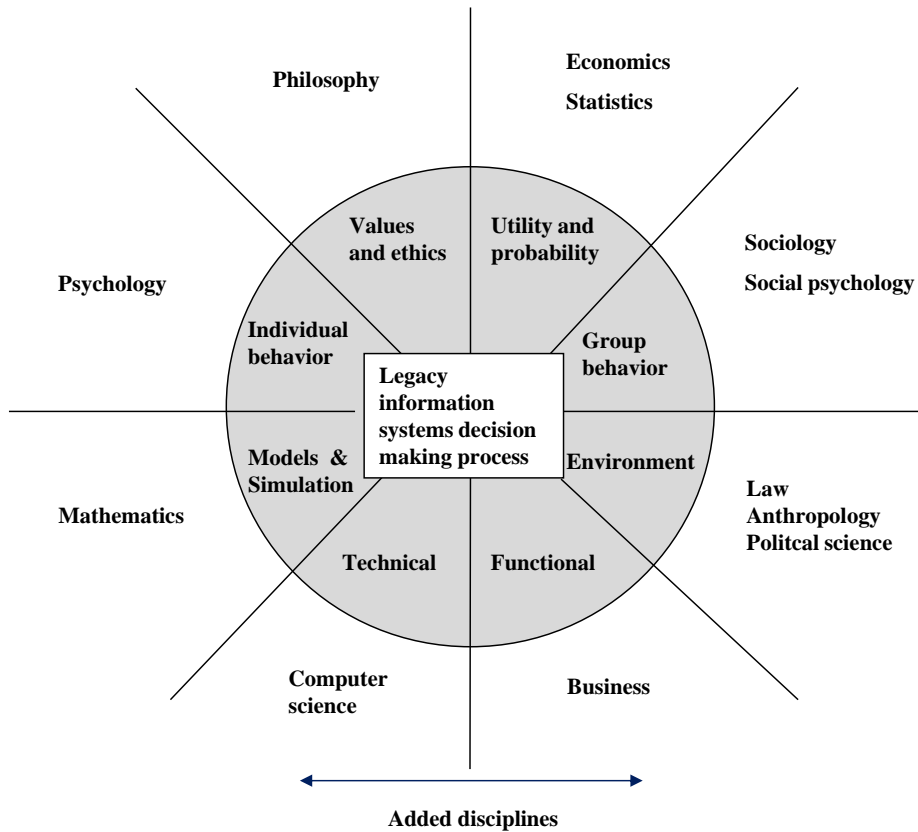 Philosophy
Economics
Statistics
Values
and ethics
Utility and
probability
Sociology
Social psychology
Psychology
Individual
behavior
Group
behavior
Legacy
information
systems decision
making process
Models &
Simulation
Environment
Mathematics
Law
Anthropology
Politcal science
Technical
Functional
Computer
science
Business
Added disciplines